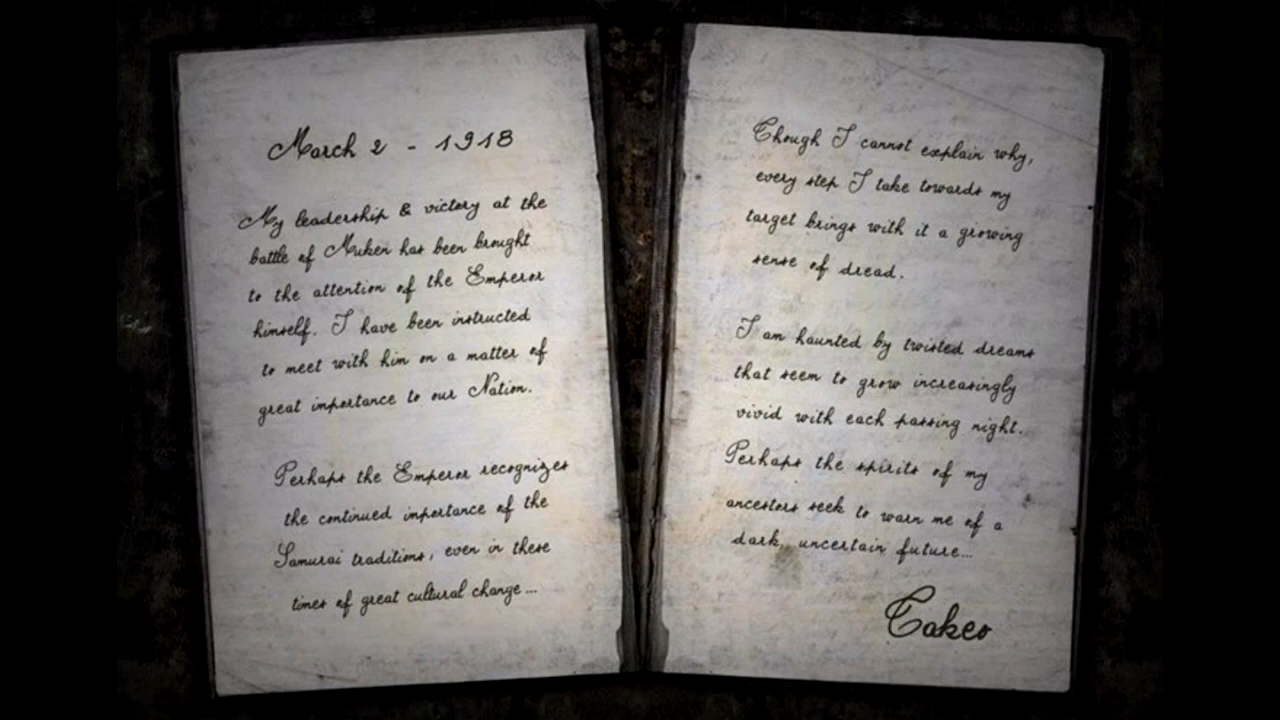 March 2 - 1918
My leadership & victory at the
battle of Muken has been brought
to the attention of the Emperor
himself. I have been instructed
to meet with him on a matter of
great importance to our Nation.
Perhaps the Emperor recognizes
the continued importance of the
Samurai traditions, even in these
times of great cultural change...
Though I cannot explain why,
every step I take towards my
target brings with it a growing
sense of dread.
I am haunted by twisted dreams
that seem to grow increasingly
vivid with each passing night.
Perhaps the spirits of my
ancestors seek to warn me of a
dark, uncertain future...
Takeo